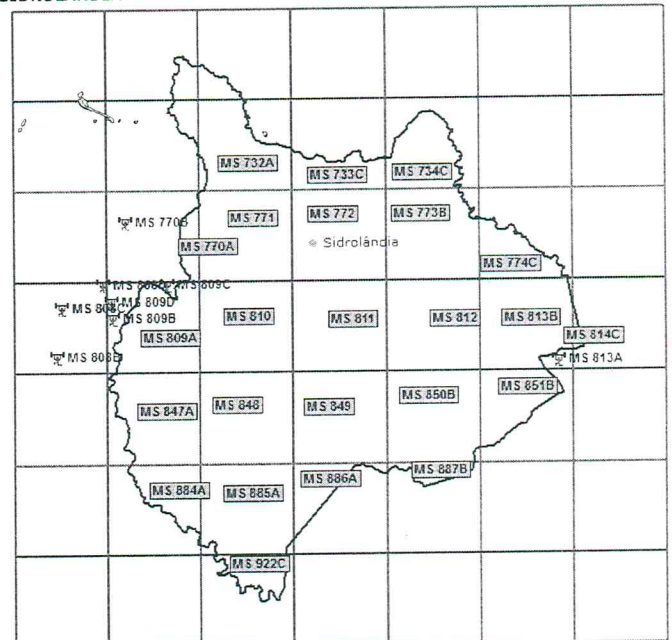 MS 732A
MS 733C
MS 734C
MS 770B
MS 771
MS 772
MS 773B
MS 770A
Sidrolândia
MS 774C
MS 809C
MS 809D
MS 809B
MS 810
MS 811
MS 812
MS 813B
MS 809A
MS 814C
MS 813A
MS 847A
MS 848
MS 849
MS 850B
MS 851B
MS 884A
MS 885A
MS 886A
MS 887B
MS 922C